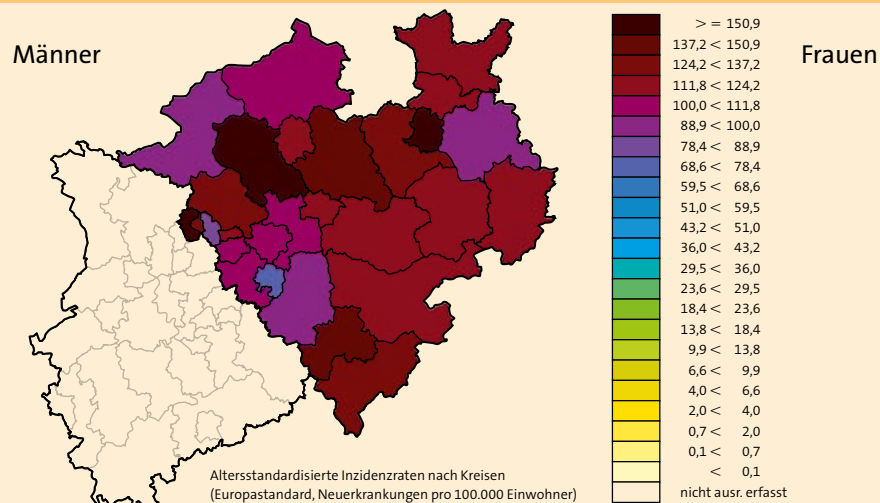 Männer
Frauen
> = 150,9
137,2 < 150,9
124,2 < 137,2
111,8 < 124,2
100,0 < 111,8
88,9 < 100,0
78,4 < 88,9
68,6 < 78,4
59,5 < 68,6
51,0 < 59,5
43,2 < 51,0
36,0 < 43,2
29,5 < 36,0
23,6 < 29,5
18,4 < 23,6
13,8 < 18,4
9,9 < 13,8
6,6 < 9,9
4,0 < 6,6
2,0 < 4,0
0,7 < 2,0
0,1 < 0,7
< 0,1
nicht ausr. erfasst
Altersstandardisierte Inzidenzraten nach Kreisen
(Europastandard, Neuerkrankungen pro 100.000 Einwohner)